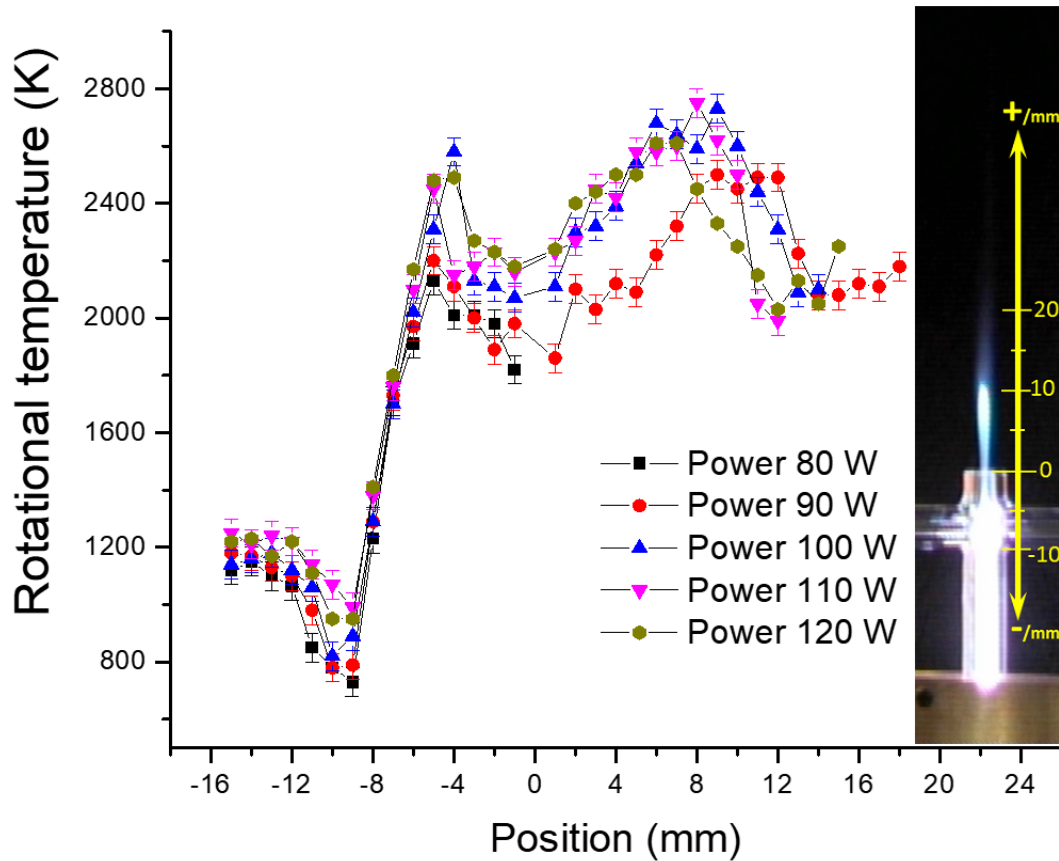 Rotational temperature (K)
2800
2400
2000
1600
1200
800
-16 -12 -8 -4 0 4 8 12 16 20 24
Position (mm)
Power 80 W
Power 90 W
Power 100 W
Power 110 W
Power 120 W
+/mm
20
10
0
-10
-/mm